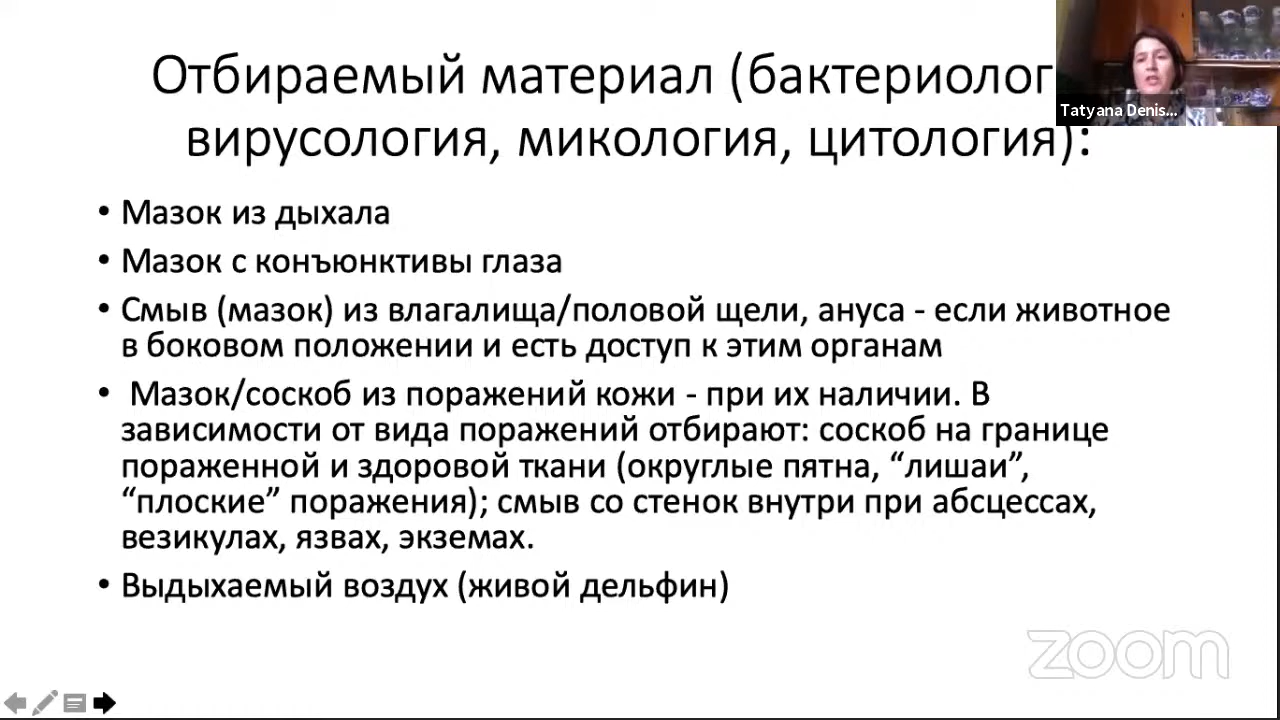 Отбираемый материал (бактериолог
вирусология, микология, цитология):
• Мазок из дыхала
• Мазок с конъюнктивы глаза
• Смыв (мазок) из влагалища/половой щели, ануса - если животное
в боковом положении и есть доступ к этим органам
• Мазок/соскоб из поражений кожи - при их наличии. В
зависимости от вида поражений отбирают: соскоб на границе
пораженной и здоровой ткани (округлые пятна, “лишаи”,
“плоские” поражения); смыв со стенок внутри при абсцессах,
везикулах, язвах, экземах.
• Выдыхаемый воздух (живой дельфин)
Tatyana Denis...
zoom